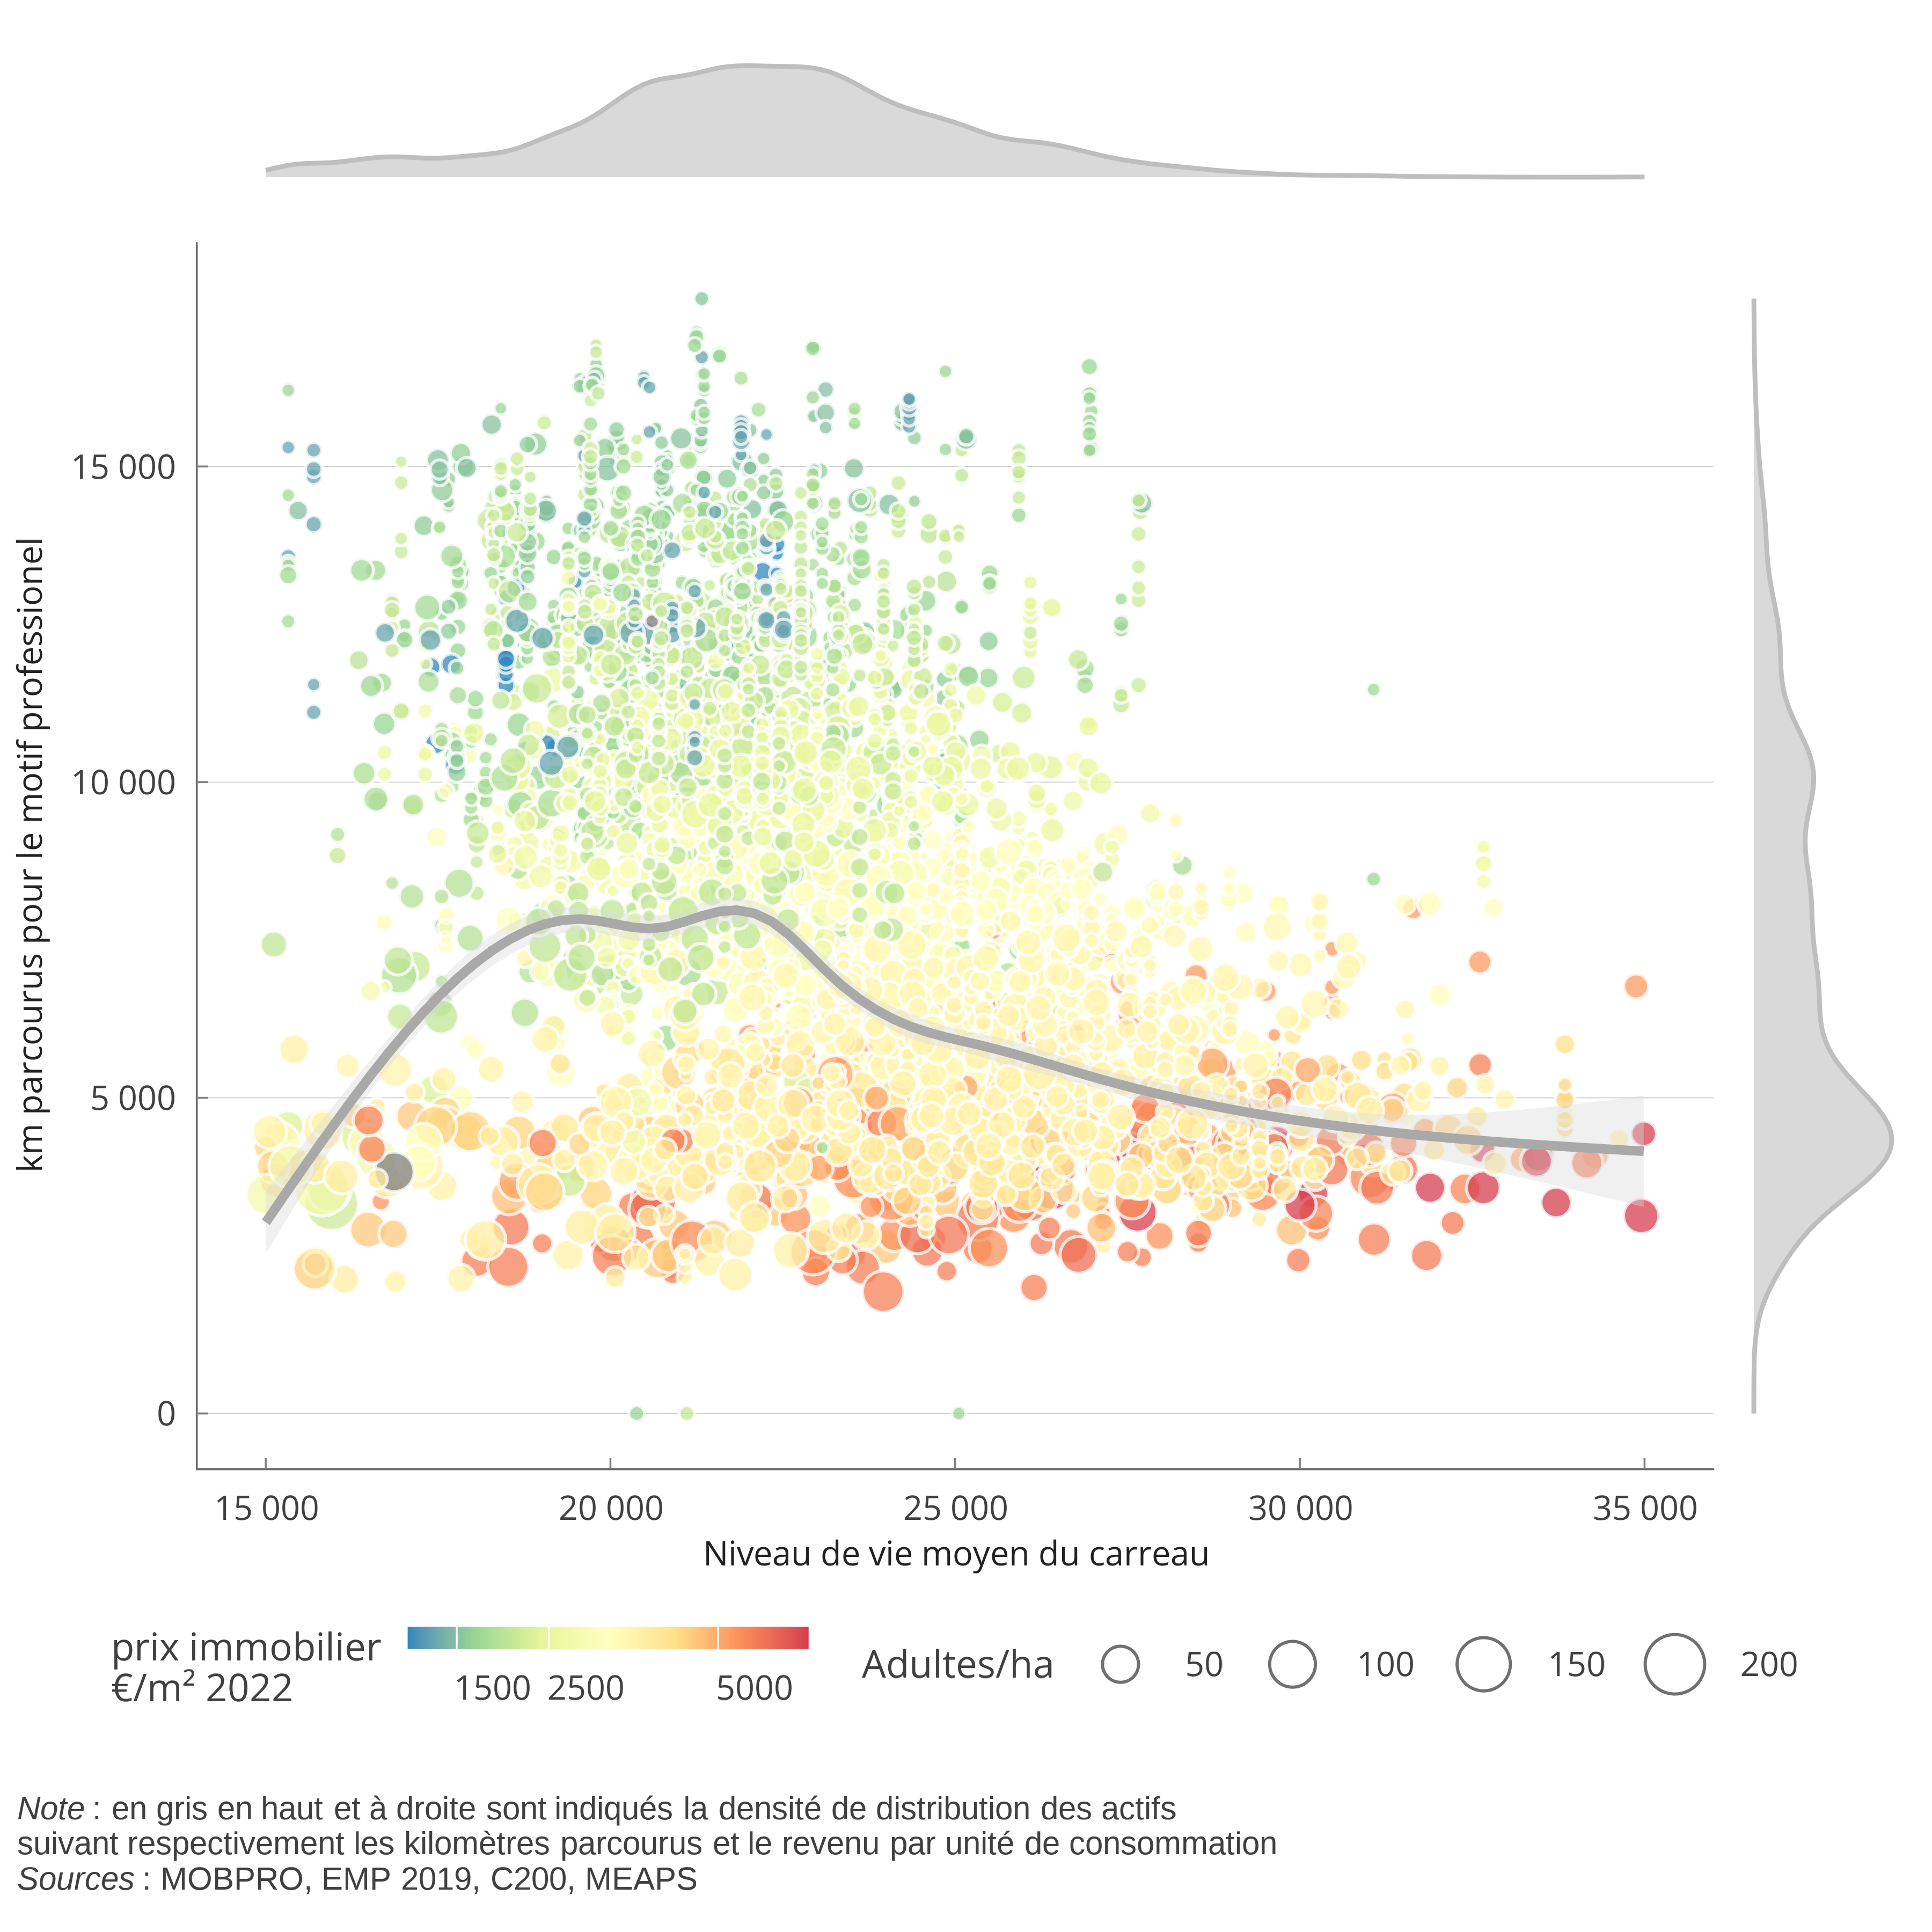 km parcourus pour le motif professionel
15 000
10 000
5 000
0
15 000
20 000
25 000
30 000
35 000
Niveau de vie moyen du carreau
prix immobilier
€/m² 2022
1500
2500
5000
Adultes/ha
50
100
150
200
Note : en gris en haut et à droite sont indiqués la densité de distribution des actifs
suivant respectivement les kilomètres parcourus et le revenu par unité de consommation
Sources : MOBPRO, EMP 2019, C200, MEAPS